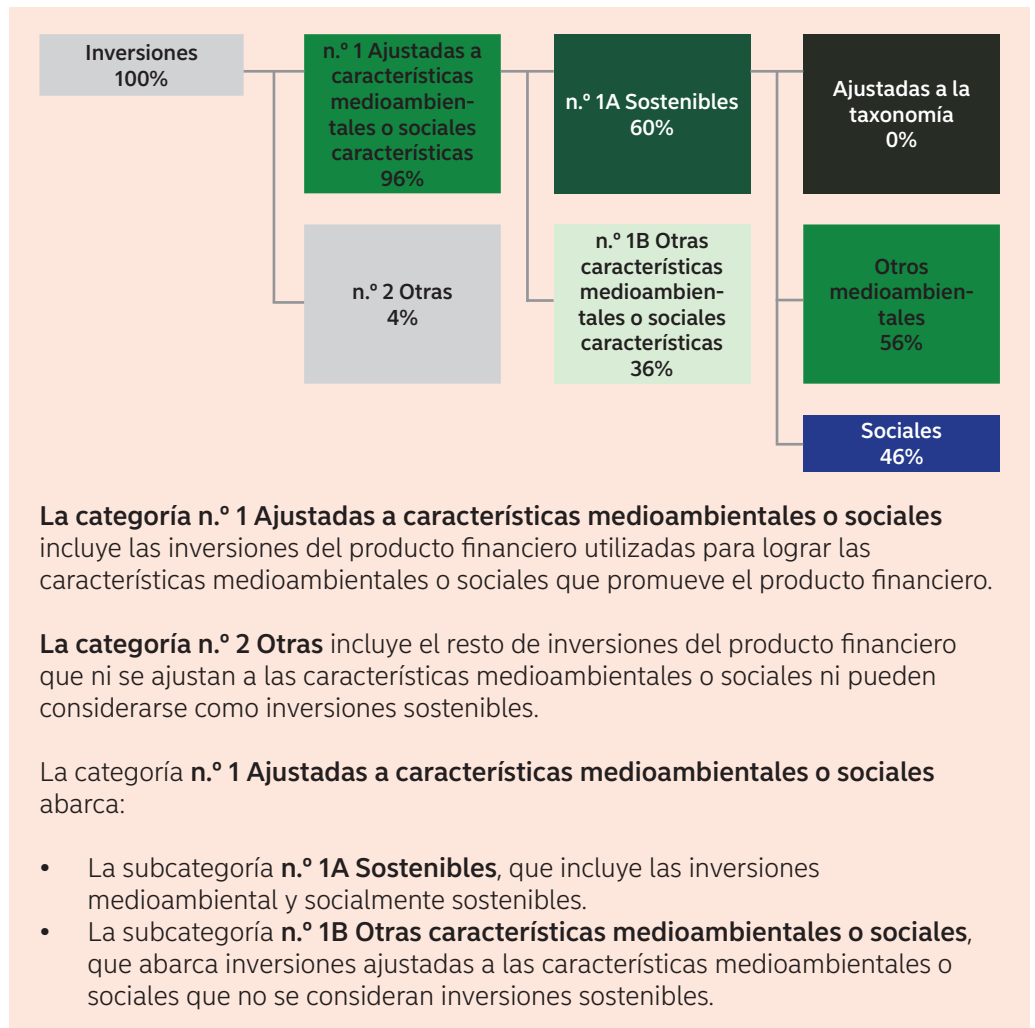 Inversiones
100%
n.º 1 Ajustadas a
características
medioambien-
tales o sociales
características
96%
n.º 1A Sostenibles
60%
Ajustadas a la
taxonomía
0%
n.º 2 Otras
4%
n.º 1B Otras
características
medioambien-
tales o sociales
características
36%
Otros
medioambien-
tales
56%
Sociales
46%
La categoría n.º 1 Ajustadas a características medioambientales o sociales
incluye las inversiones del producto financiero utilizadas para lograr las
características medioambientales o sociales que promueve el producto financiero.
La categoría n.º 2 Otras incluye el resto de inversiones del producto financiero
que ni se ajustan a las características medioambientales o sociales ni pueden
considerarse como inversiones sostenibles.
La categoría n.º 1 Ajustadas a características medioambientales o sociales
abarca:
• La subcategoría n.º 1A Sostenibles, que incluye las inversiones
medioambiental y socialmente sostenibles.
• La subcategoría n.º 1B Otras características medioambientales o sociales,
que abarca inversiones ajustadas a las características medioambientales o
sociales que no se consideran inversiones sostenibles.